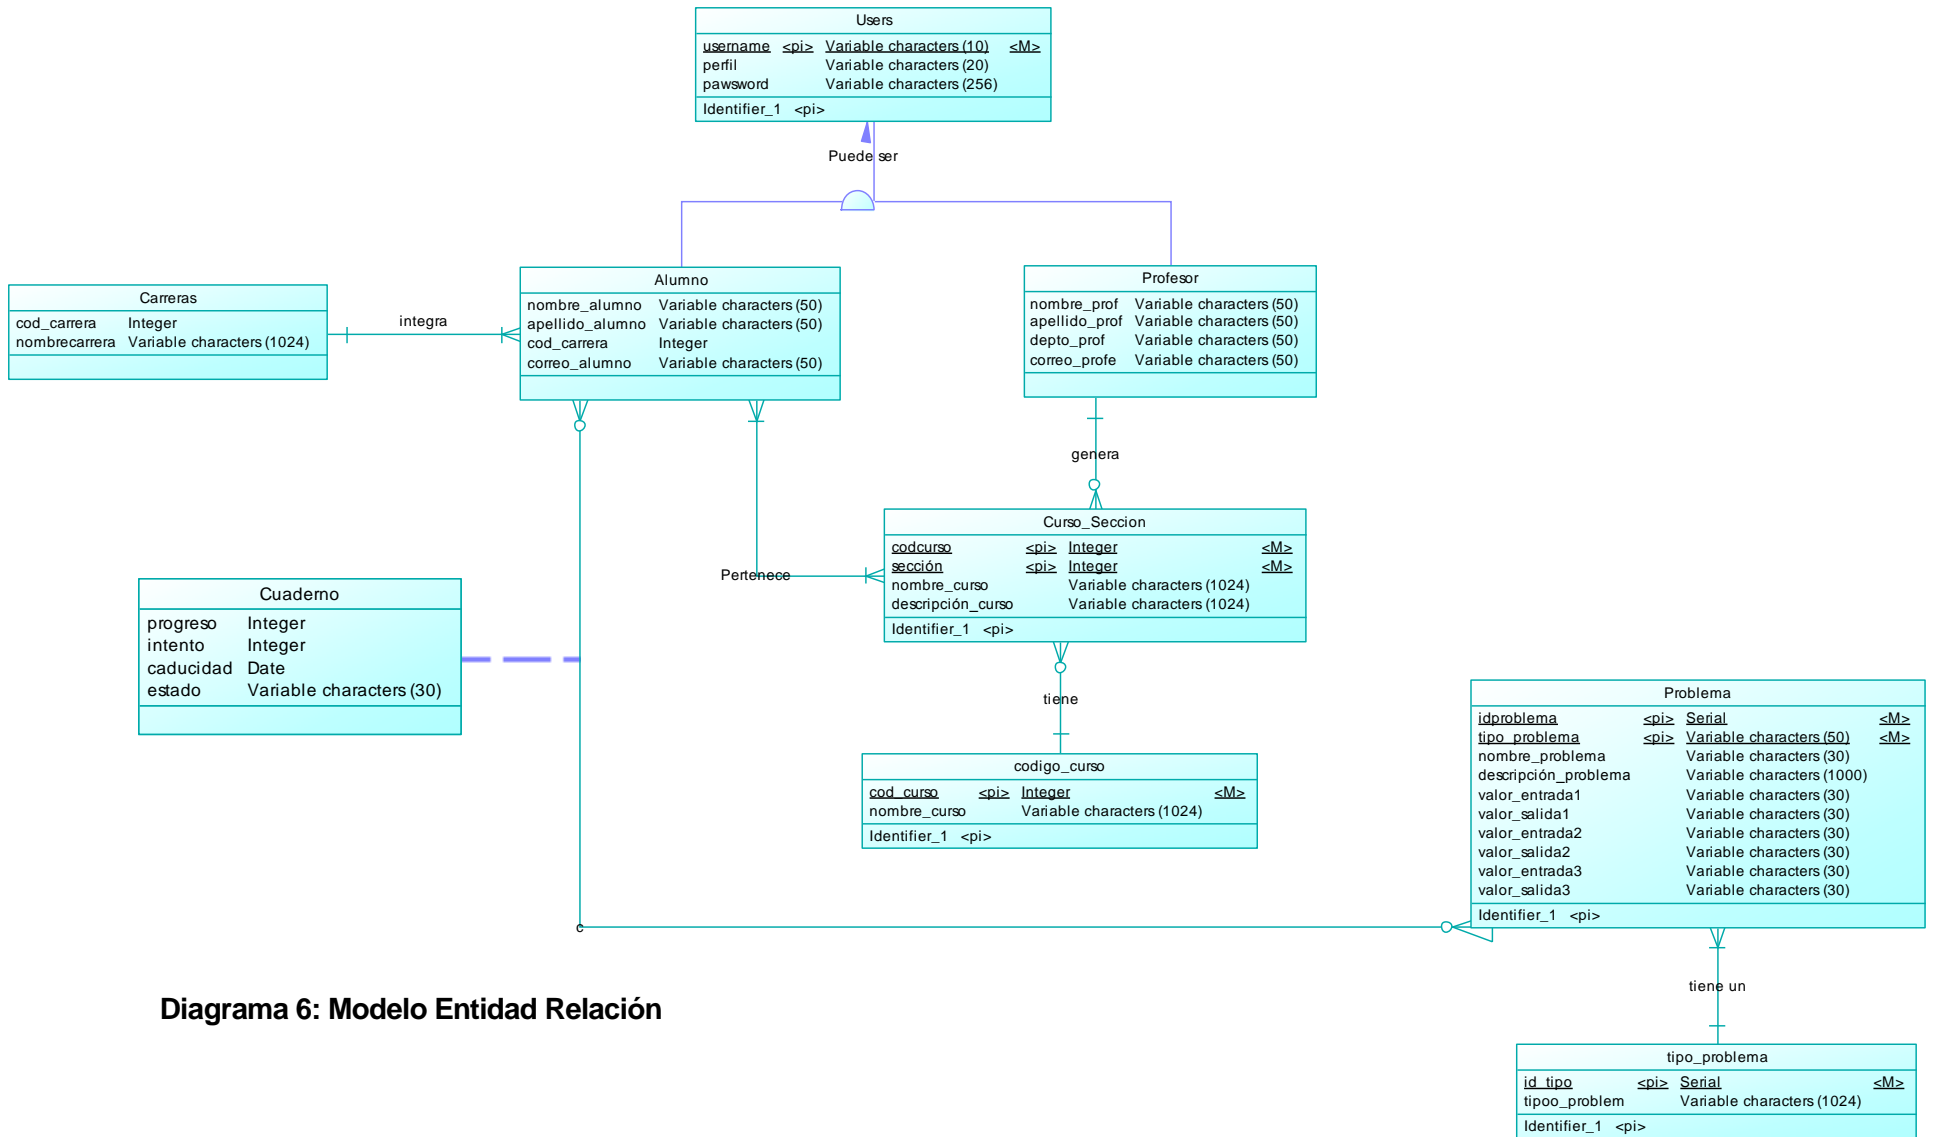 Users
username <pi> Variable characters (10) <M>
perfil Variable characters (20)
pawsword Variable characters (256)
Identifier_1 <pi>
Puede ser
Carreras
cod_carrera Integer
nombrecarrera Variable characters (1024)
integra
Alumno
nombre_alumno Variable characters (50)
apellido_alumno Variable characters (50)
cod_carrera Integer
correo_alumno Variable characters (50)
Profesor
nombre_prof Variable characters (50)
apellido_prof Variable characters (50)
depto_prof Variable characters (50)
correo_profe Variable characters (50)
genera
Curso_Seccion
codcurso <pi> Integer <M>
sección <pi> Integer <M>
nombre_curso Variable characters (1024)
descripción_curso Variable characters (1024)
Identifier_1 <pi>
Pertenece
Cuaderno
progreso Integer
intento Integer
caducidad Date
estado Variable characters (30)
tiene
codigo_curso
cod_curso <pi> Integer <M>
nombre_curso Variable characters (1024)
Identifier_1 <pi>
Problema
idproblema <pi> Serial <M>
tipo_problema <pi> Variable characters (50) <M>
nombre_problema Variable characters (30)
descripción_problema Variable characters (1000)
valor_entrada1 Variable characters (30)
valor_salida1 Variable characters (30)
valor_entrada2 Variable characters (30)
valor_salida2 Variable characters (30)
valor_entrada3 Variable characters (30)
valor_salida3 Variable characters (30)
Identifier_1 <pi>
c
tiene un
Diagrama 6: Modelo Entidad Relación
tipo_problema
id_tipo <pi> Serial <M>
tipoo_problem Variable characters (1024)
Identifier_1 <pi>